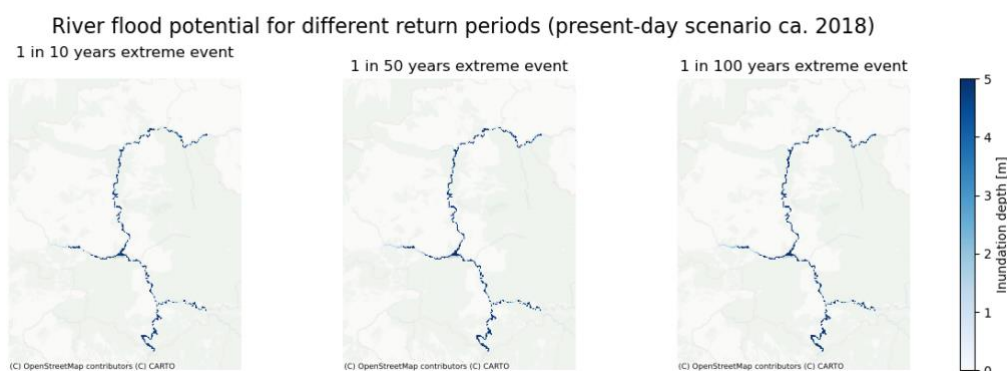 River flood potential for different return periods (present-day scenario ca. 2018)
1 in 10 years extreme event
1 in 50 years extreme event
1 in 100 years extreme event
5
4
3
2
1
0
Inundation depth [m]
(C) OpenStreetMap contributors (C) CARTO
(C) OpenStreetMap contributors (C) CARTO
(C) OpenStreetMap contributors (C) CARTO